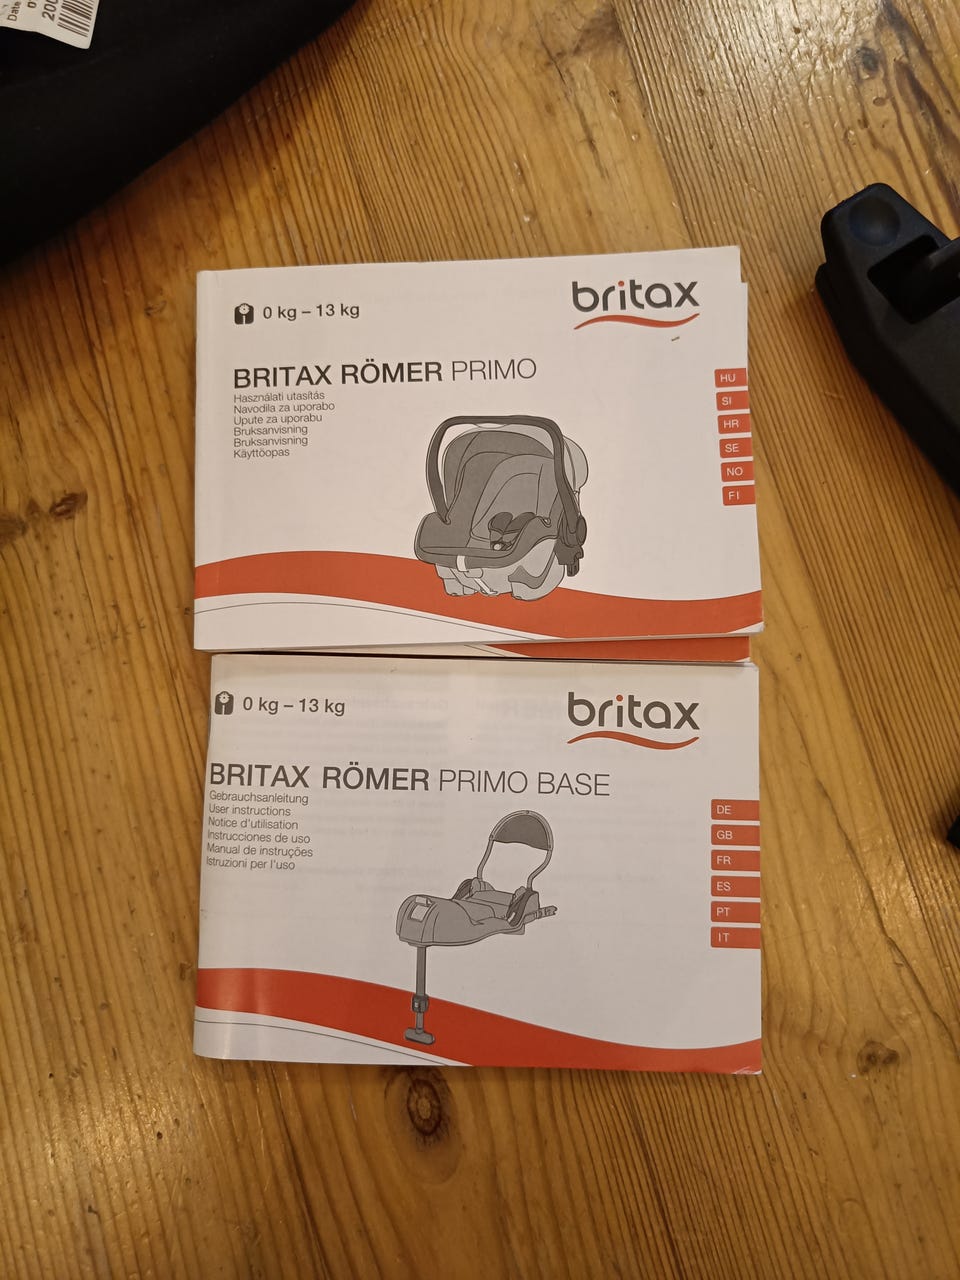 Date
200
0 kg – 13 kg
britax
BRITAX RÖMER PRIMO
Használati utasítás
Navodila za uporabo
Upute za uporabu
Bruksanvisning
Bruksanvisning
Käyttöopas
HU
SI
HR
SE
NO
FI
0 kg – 13 kg
britax
BRITAX RÖMER PRIMO BASE
Gebrauchsanleitung
User instructions
Notice d'utilisation
Instrucciones de uso
Manual de instruções
Istruzioni per l'uso
DE
GB
FR
ES
PT
IT